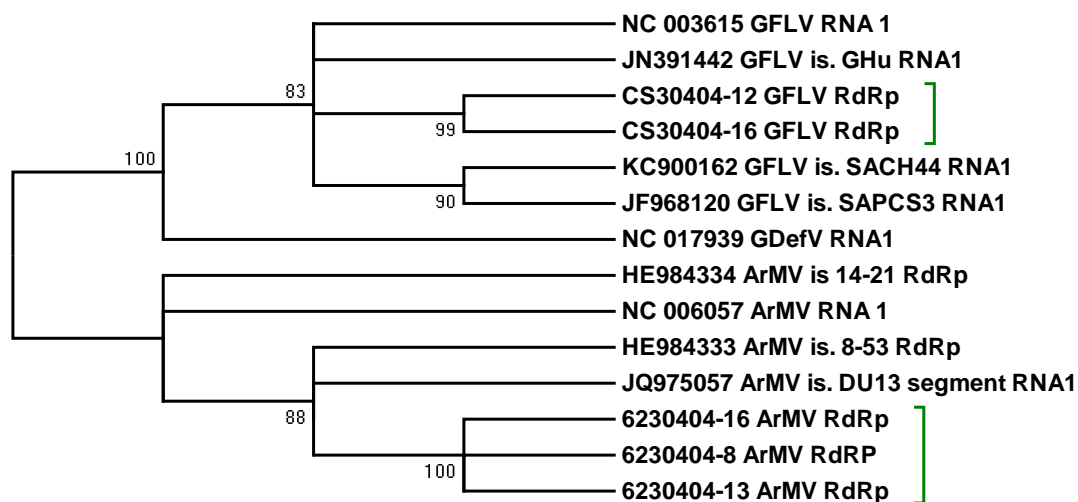 NC 003615 GFLV RNA 1
JN391442 GFLV is. GHu RNA1
83
CS30404-12 GFLV RdRp
99
CS30404-16 GFLV RdRp
100
KC900162 GFLV is. SACH44 RNA1
90
JF968120 GFLV is. SAPCS3 RNA1
NC 017939 GDefV RNA1
HE984334 ArMV is 14-21 RdRp
NC 006057 ArMV RNA 1
HE984333 ArMV is. 8-53 RdRp
JQ975057 ArMV is. DU13 segment RNA1
88
6230404-16 ArMV RdRp
6230404-8 ArMV RdRP
100
6230404-13 ArMV RdRp